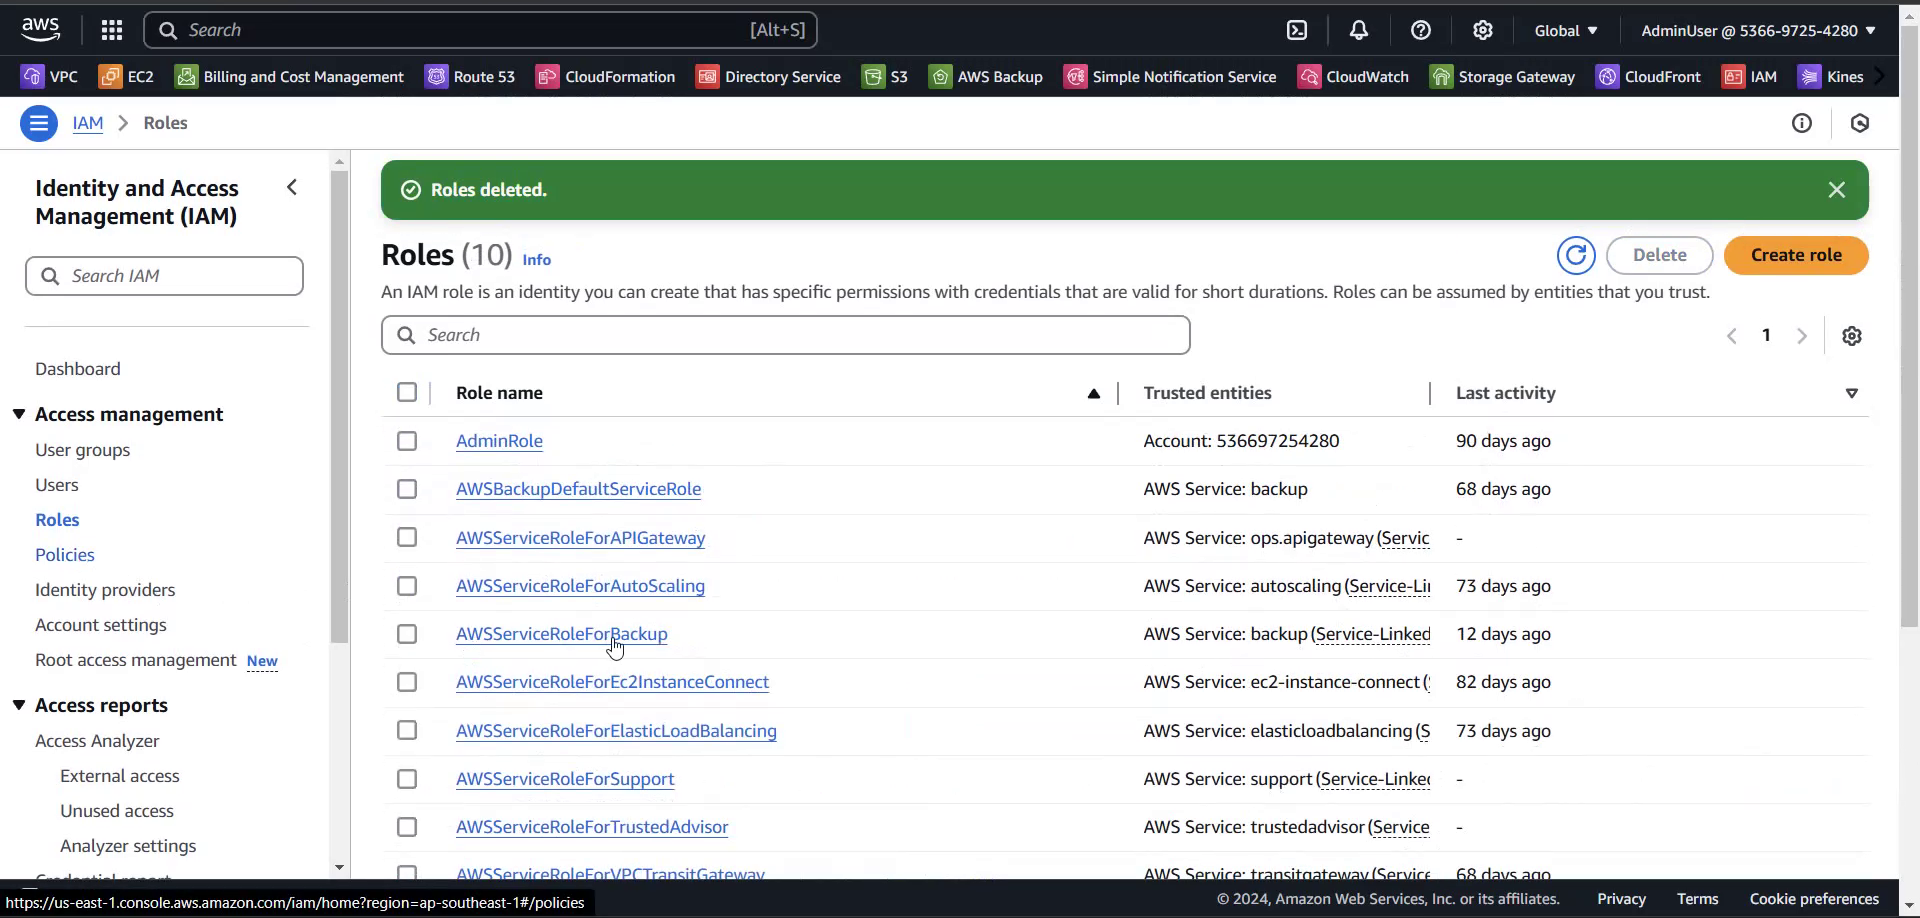 aws
Search [Alt+S]
Global ▼
AdminUser @ 5366-9725-4280 ▼
VPC EC2 Billing and Cost Management Route 53 CloudFormation Directory Service S3 AWS Backup Simple Notification Service CloudWatch Storage Gateway CloudFront IAM Kines
IAM > Roles
Identity and Access
Management (IAM)
Search IAM
Dashboard
Access management
User groups
Users
Roles
Policies
Identity providers
Account settings
Root access management New
Access reports
Access Analyzer
External access
Unused access
Analyzer settings
Credential report
Roles deleted.
Roles (10) Info
Delete
Create role
An IAM role is an identity you can create that has specific permissions with credentials that are valid for short durations. Roles can be assumed by entities that you trust.
Search
1
Role name Trusted entities Last activity
AdminRole Account: 536697254280 90 days ago
AWSBackupDefaultServiceRole AWS Service: backup 68 days ago
AWSServiceRoleForAPIGateway AWS Service: ops.apigateway (Servic -
AWSServiceRoleForAutoScaling AWS Service: autoscaling (Service-Lin 73 days ago
AWSServiceRoleForBackup AWS Service: backup (Service-Linked 12 days ago
AWSServiceRoleForEc2InstanceConnect AWS Service: ec2-instance-connect ( 82 days ago
AWSServiceRoleForElasticLoadBalancing AWS Service: elasticloadbalancing (S 73 days ago
AWSServiceRoleForSupport AWS Service: support (Service-Linked -
AWSServiceRoleForTrustedAdvisor AWS Service: trustedadvisor (Service -
AWSServiceRoleForVPCTransitGateway AWS Service: transitgateway (Service 68 days ago
https://us-east-1.console.aws.amazon.com/iam/home?region=ap-southeast-1#/policies
© 2024, Amazon Web Services, Inc. or its affiliates. Privacy Terms Cookie preferences